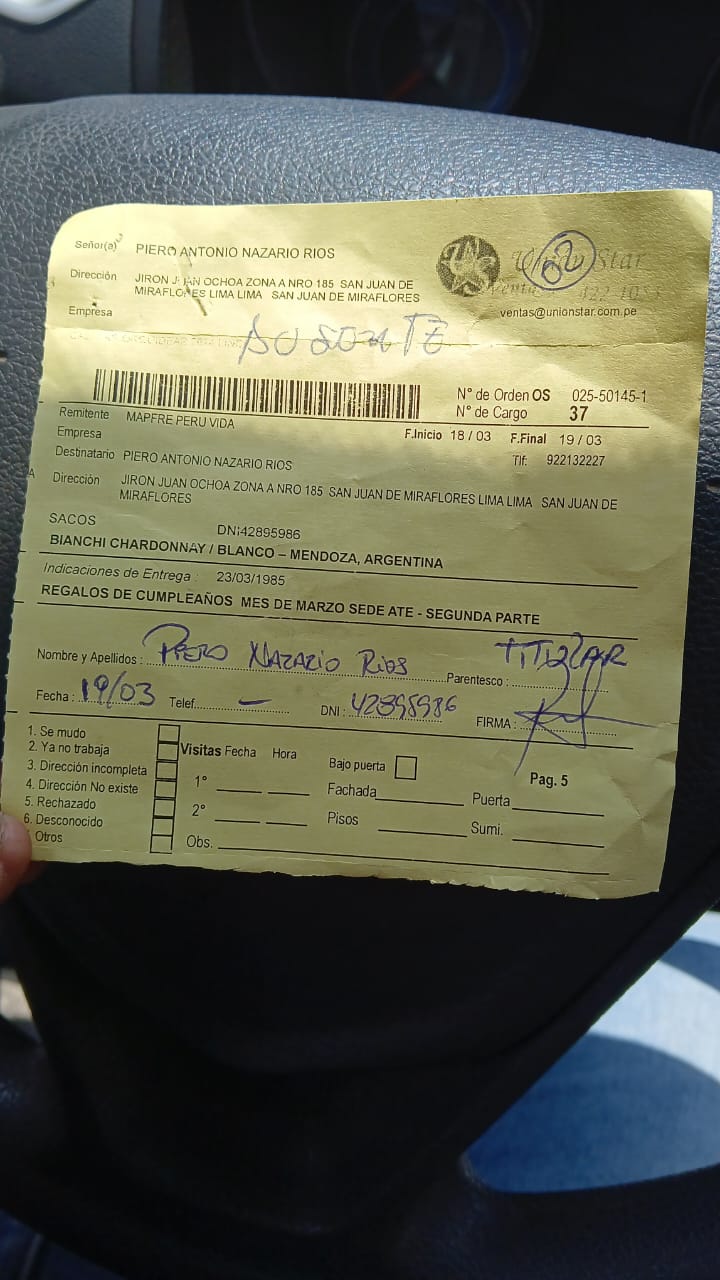 Señor(a) PIERO ANTONIO NAZARIO RIOS
Dirección JIRON JUAN OCHOA ZONA A NRO 185 SAN JUAN DE
MIRAFLORES LIMA LIMA SAN JUAN DE MIRAFLORES
Union Star
02
ventas@unionstar.com.pe
Empresa
N° de Orden OS 025-50145-1
N° de Cargo 37
Remitente MAPFRE PERU VIDA
F.Inicio 18 / 03 F.Final 19 / 03
Empresa
Tlf: 922132227
Destinatario PIERO ANTONIO NAZARIO RIOS
Dirección JIRON JUAN OCHOA ZONA A NRO 185 SAN JUAN DE MIRAFLORES LIMA LIMA SAN JUAN DE
MIRAFLORES
SACOS DNI:42895986
BIANCHI CHARDONNAY / BLANCO – MENDOZA, ARGENTINA
Indicaciones de Entrega : 23/03/1985
REGALOS DE CUMPLEAÑOS MES DE MARZO SEDE ATE - SEGUNDA PARTE
Nombre y Apellidos : PIERO NAZARIO RIOS Parentesco : TITULAR
Fecha : 19/03 Telef. — DNI : 42895986 FIRMA :
1. Se mudo
2. Ya no trabaja
3. Dirección incompleta
4. Dirección No existe
5. Rechazado
6. Desconocido
Otros
Visitas Fecha Hora
1°
2°
Obs.
Bajo puerta
Fachada Puerta
Pisos Sumi.
Pag. 5